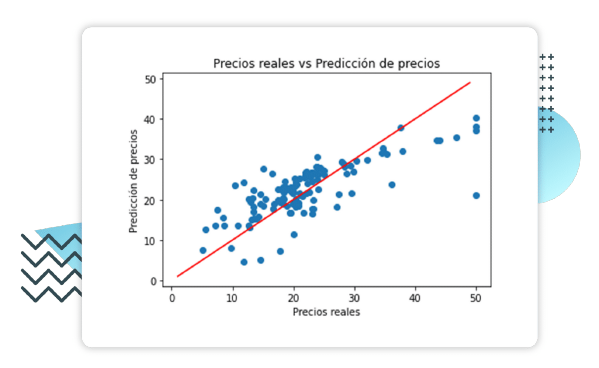 Precios reales vs Predicción de precios
50
40
30
20
10
0
Predicción de precios
0 10 20 30 40 50
Precios reales